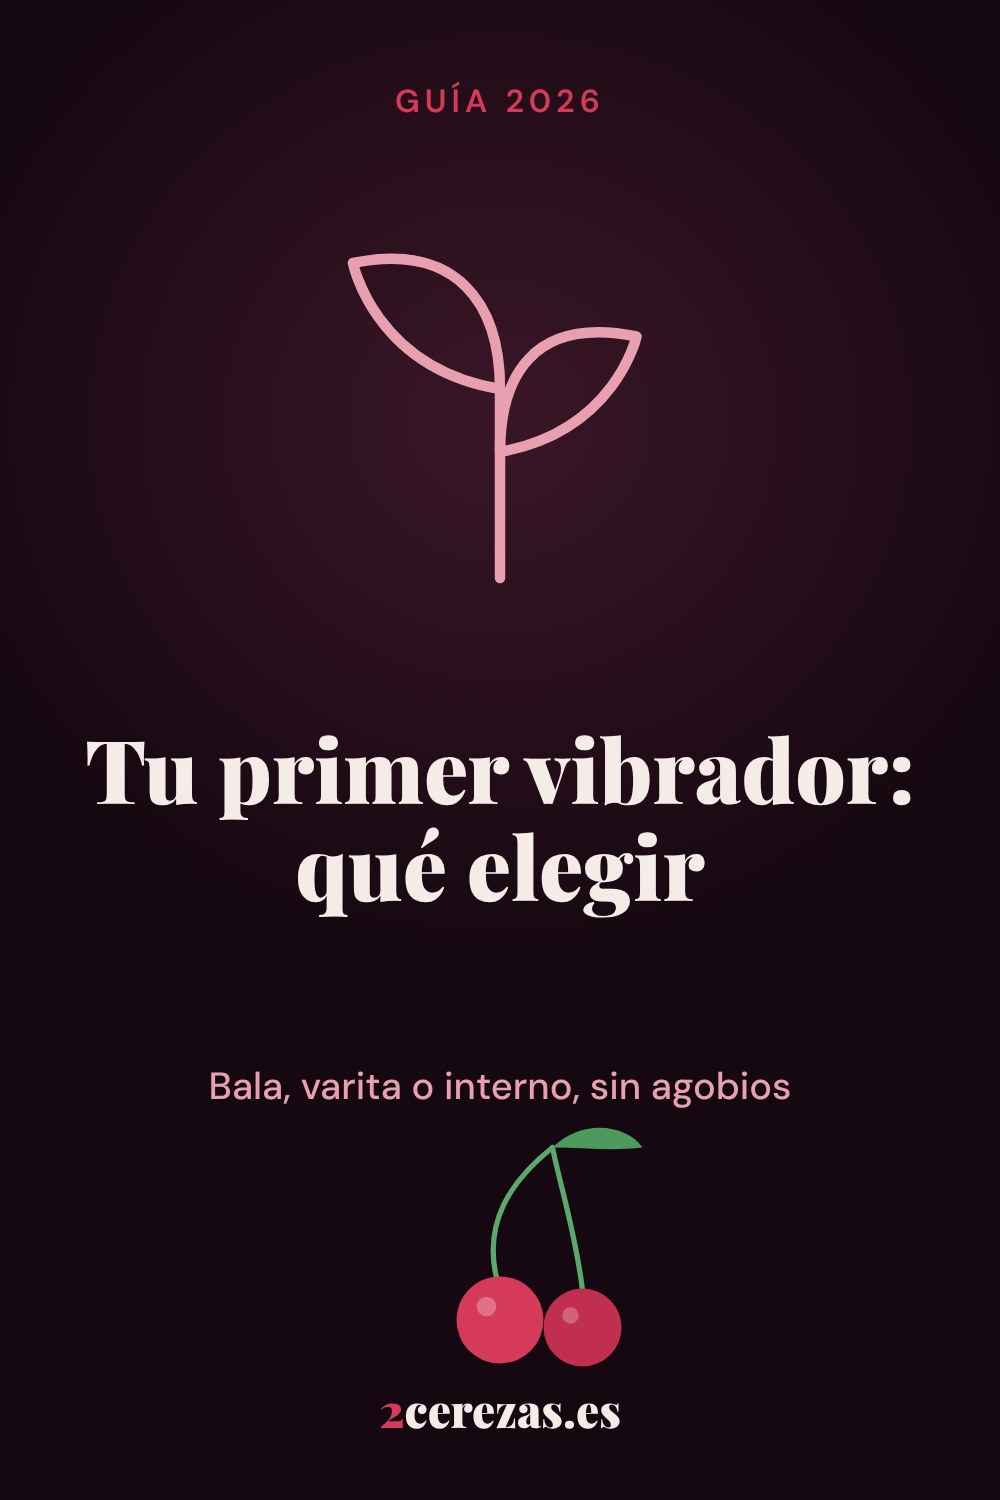 GUÍA 2026
Tu primer vibrador:
qué elegir
Bala, varita o interno, sin agobios
2cerezas.es